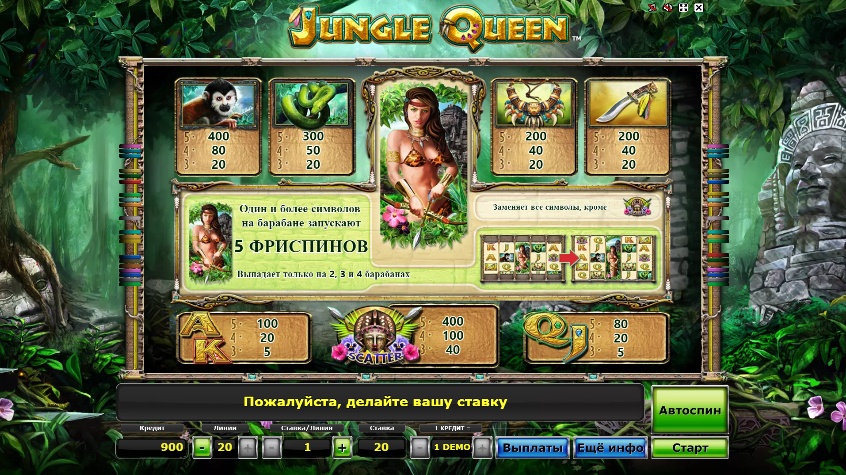 JUNGLE QUEEN™
5· 400
4· 80
3· 20
5· 300
4· 50
3· 20
5· 200
4· 40
3· 20
5· 200
4· 40
3· 20
Один и более символов
на барабане запускают
5 ФРИСПИНОВ
Выпадает только на 2, 3 и 4 барабанах
Заменяет все символы, кроме
A K
5· 100
4· 20
3· 5
SCATTER
5· 400
4· 100
3· 40
Q J
5· 80
4· 20
3· 5
Пожалуйста, делайте вашу ставку
Автоспин
Кредит Линии Ставка/Линия Ставка 1 КРЕДИТ =
900 - 20 + - 1 + 20 - 1 DEMO + Выплаты Ещё инфо Старт